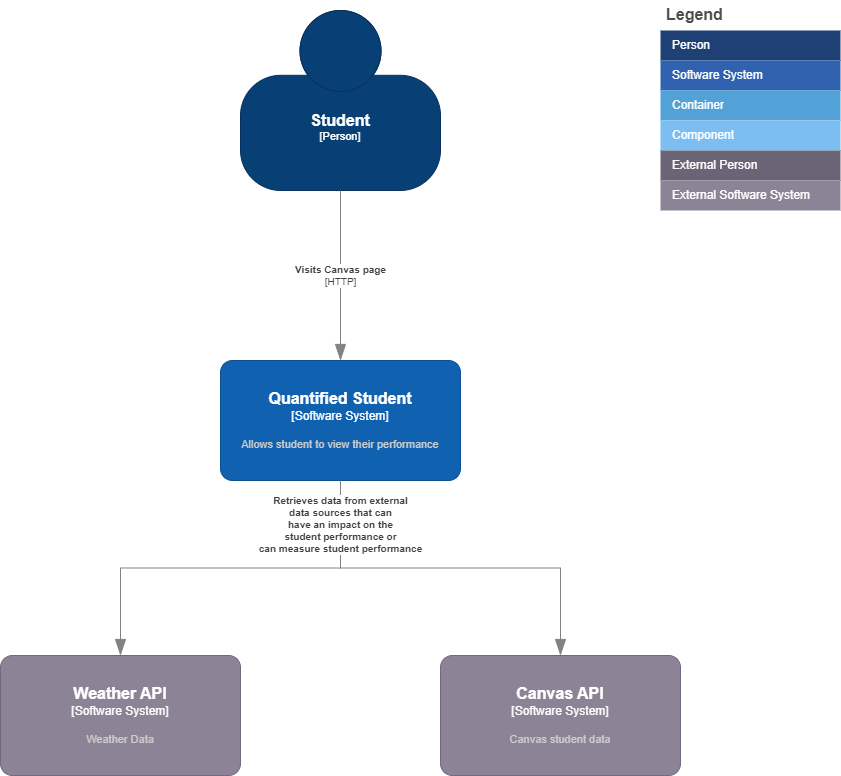 Legend
Person
Software System
Container
Component
External Person
External Software System
Student
[Person]
Visits Canvas page
[HTTP]
Quantified Student
[Software System]
Allows student to view their performance
Retrieves data from external
data sources that can
have an impact on the
student performance or
can measure student performance
Weather API
[Software System]
Weather Data
Canvas API
[Software System]
Canvas student data